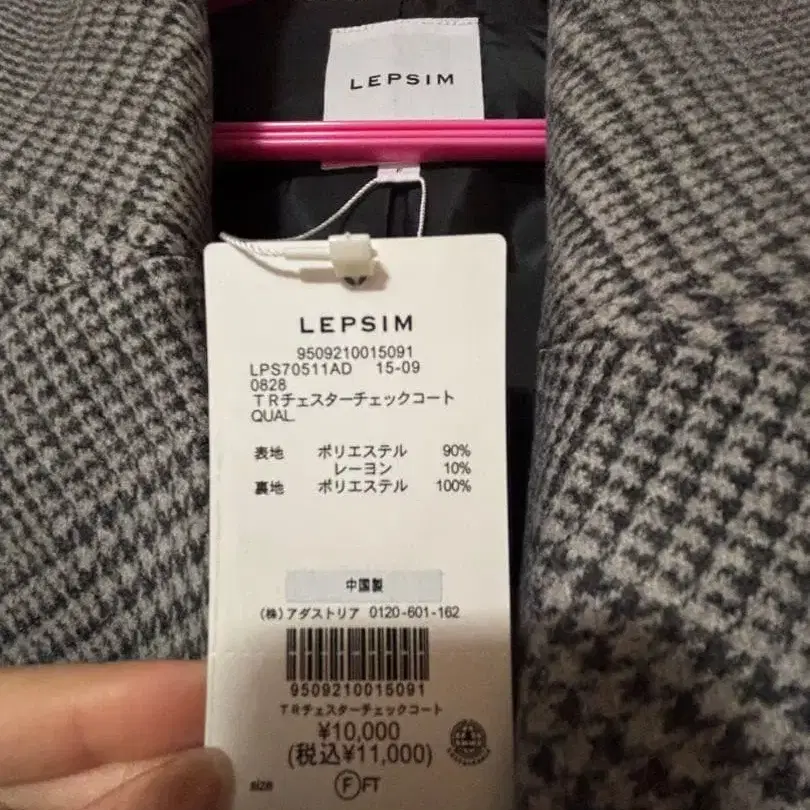 LEPSIM
F
LEPSIM
9509210015091
LPS70511AD 15-09
0828
TRチェスターチェックコート
QUAL.
表地 ポリエステル 90%
レーヨン 10%
裏地 ポリエステル 100%
中国製
(株)アダストリア 0120-601-162
9509210015091
TRチェスターチェックコート
¥10,000
(税込¥11,000)
size F FT